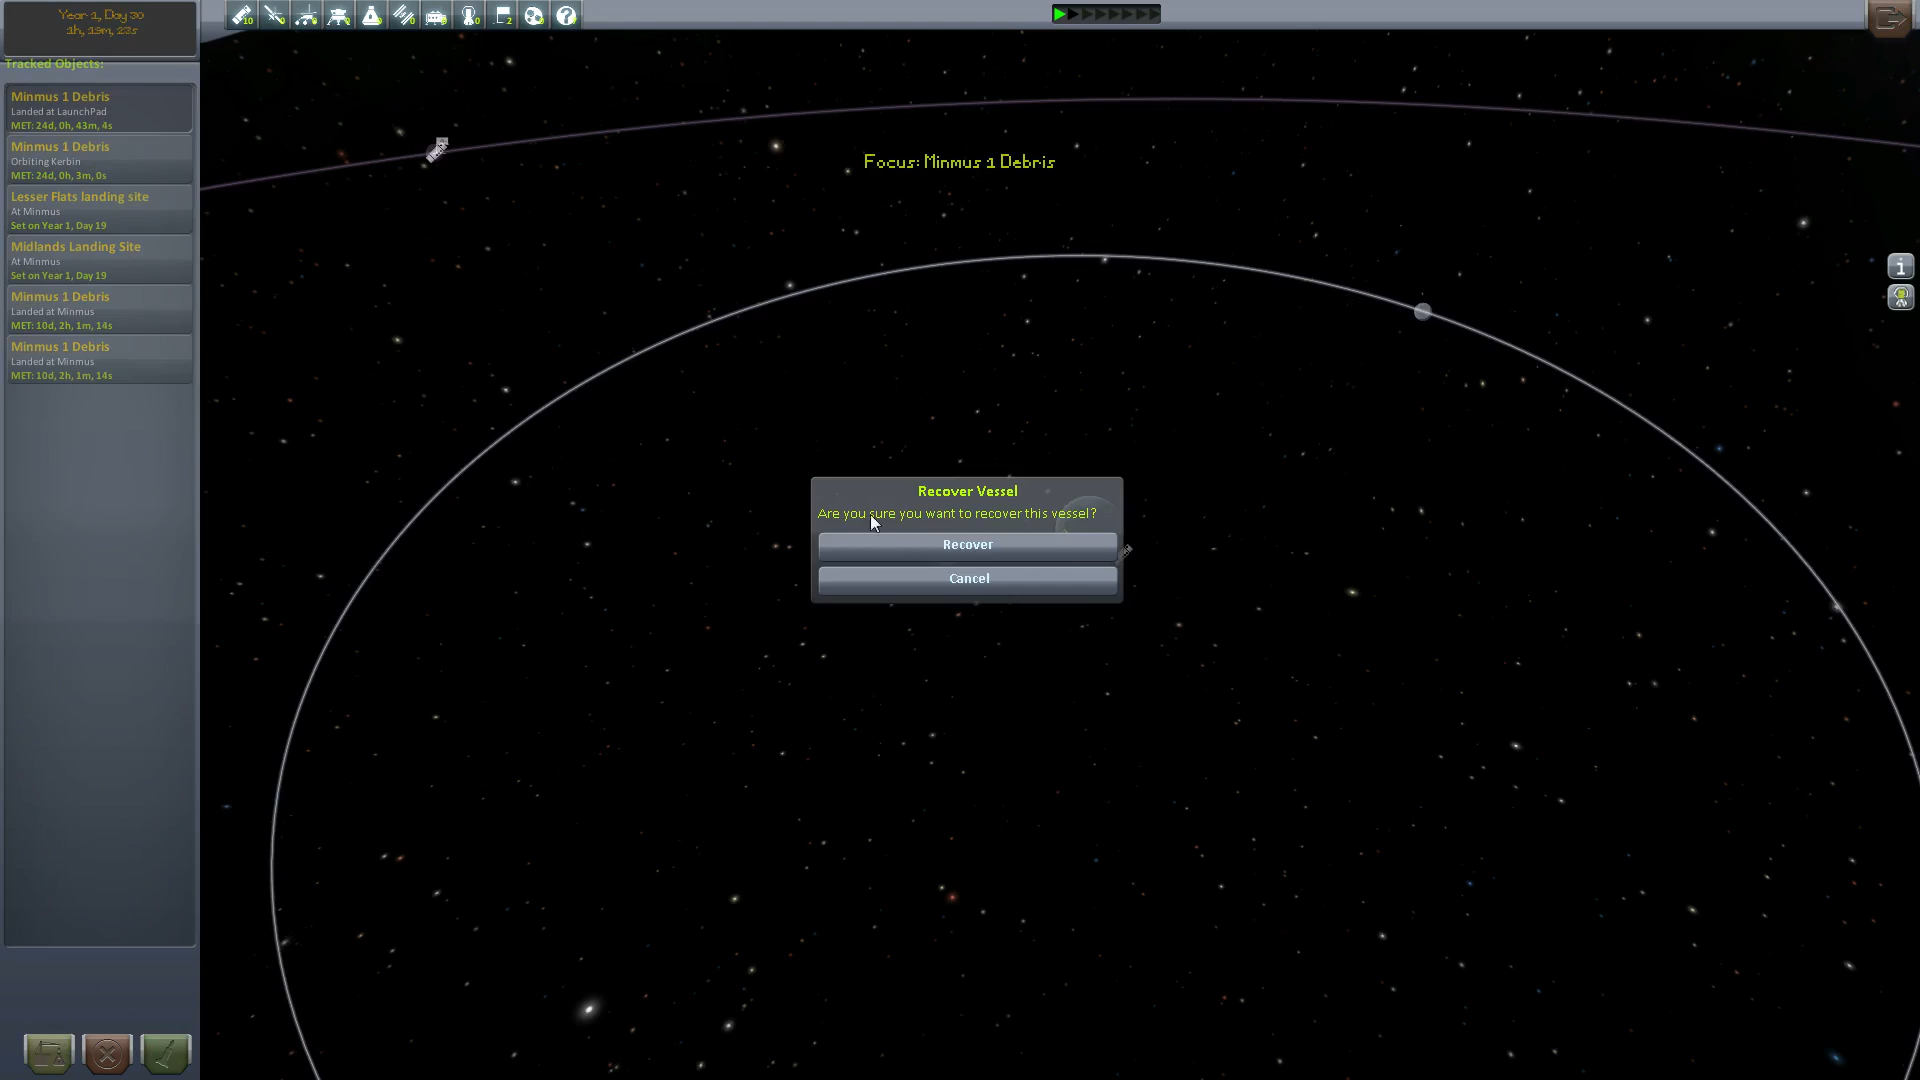 Year 1, Day 30
1h, 19m, 23s
Tracked Objects:
Minmus 1 Debris
Landed at LaunchPad
MET: 24d, 0h, 43m, 4s
Minmus 1 Debris
Orbiting Kerbin
MET: 24d, 0h, 3m, 0s
Lesser Flats landing site
At Minmus
Set on Year 1, Day 19
Midlands Landing Site
At Minmus
Set on Year 1, Day 19
Minmus 1 Debris
Landed at Minmus
MET: 10d, 2h, 1m, 14s
Minmus 1 Debris
Landed at Minmus
MET: 10d, 2h, 1m, 14s
Focus: Minmus 1 Debris
Recover Vessel
Are you sure you want to recover this vessel?
Recover
Cancel